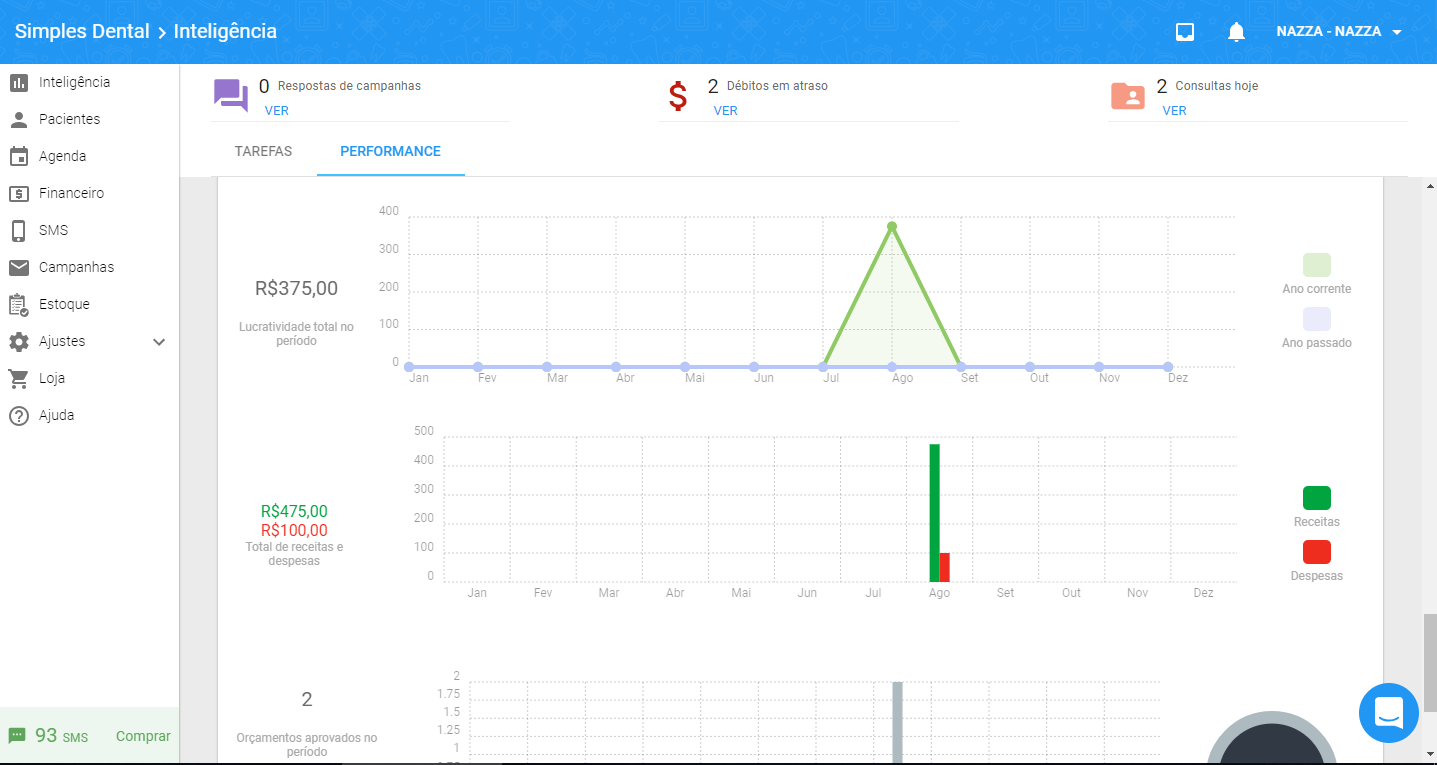 Simples Dental > Inteligência
NAZZA - NAZZA
Inteligência
Pacientes
Agenda
Financeiro
SMS
Campanhas
Estoque
Ajustes
Loja
Ajuda
93 SMS Comprar
0 Respostas de campanhas
VER
2 Débitos em atraso
VER
2 Consultas hoje
VER
TAREFAS PERFORMANCE
R$375,00
Lucratividade total no
período
400
300
200
100
0
Jan Fev Mar Abr Mai Jun Jul Ago Set Out Nov Dez
Ano corrente
Ano passado
R$475,00
R$100,00
Total de receitas e
despesas
500
400
300
200
100
0
Jan Fev Mar Abr Mai Jun Jul Ago Set Out Nov Dez
Receitas
Despesas
2
Orçamentos aprovados no
período
2
1.75
1.5
1.25
1